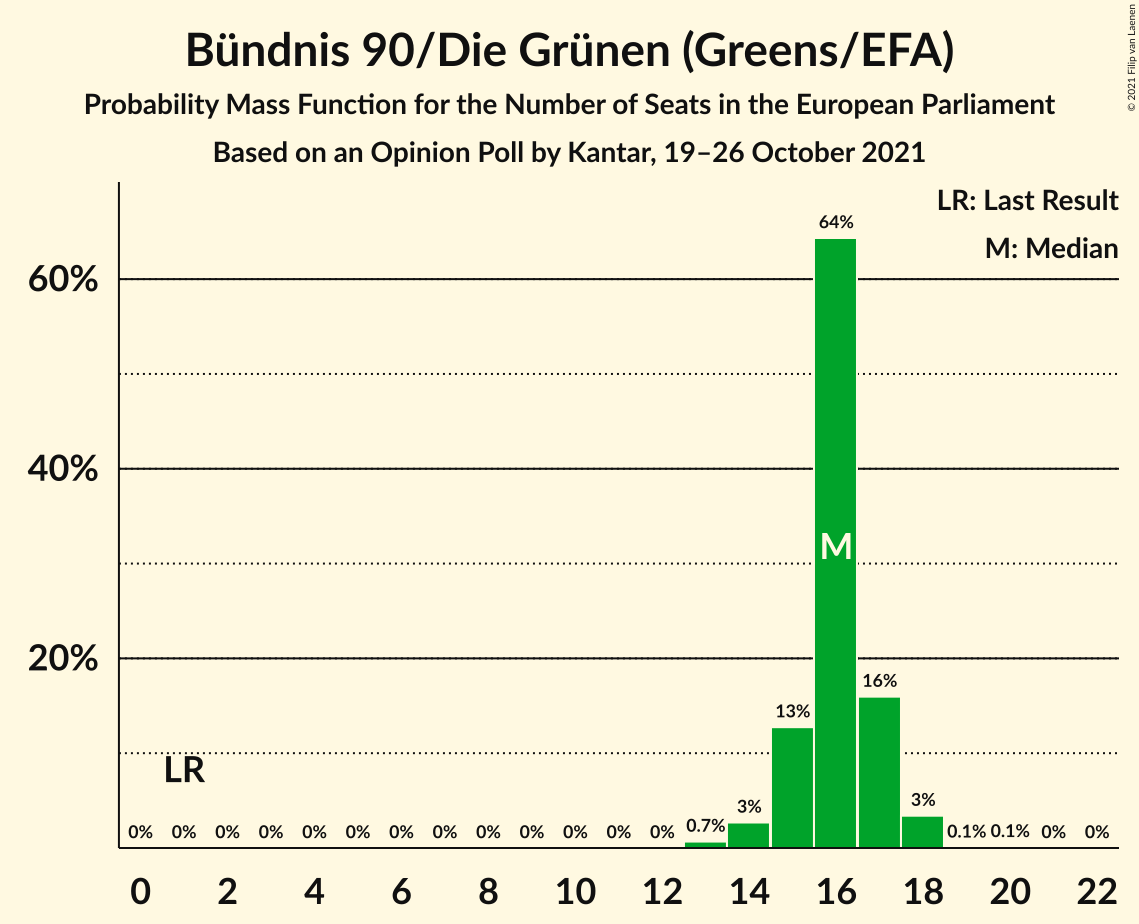 Bündnis 90/Die Grünen (Greens/EFA)
Probability Mass Function for the Number of Seats in the European Parliament
Based on an Opinion Poll by Kantar, 19–26 October 2021
© 2021 Filip van Laenen
LR: Last Result
M: Median
60%
40%
20%
LR
M
0% 0% 0% 0% 0% 0% 0% 0% 0% 0% 0% 0% 0% 0.7% 3% 13% 64% 16% 3% 0.1% 0.1% 0% 0%
0 2 4 6 8 10 12 14 16 18 20 22